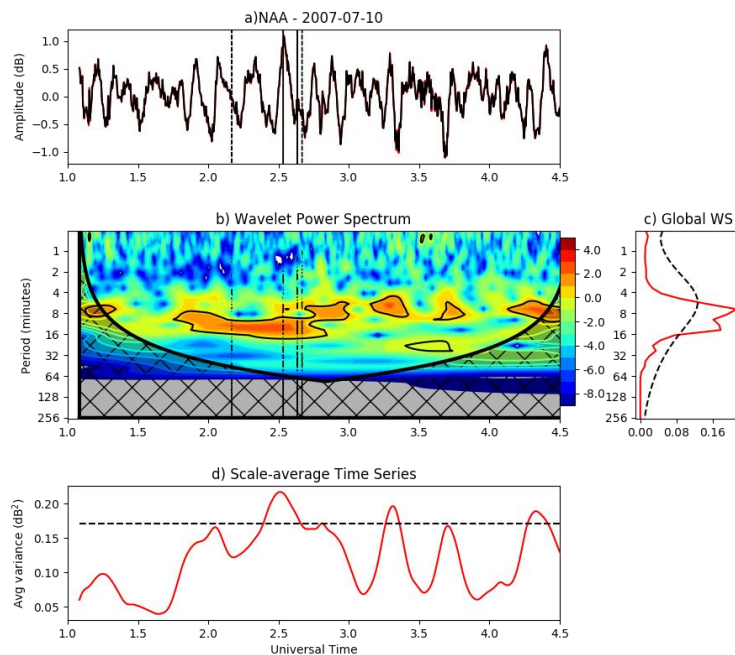 a)NAA - 2007-07-10
Amplitude (dB)
1.0
0.5
0.0
−0.5
−1.0
1.0 1.5 2.0 2.5 3.0 3.5 4.0 4.5
b) Wavelet Power Spectrum
Period (minutes)
1
2
4
8
16
32
64
128
256
1.0 1.5 2.0 2.5 3.0 3.5 4.0 4.5
4.0
2.0
0.0
-2.0
-4.0
-6.0
-8.0
c) Global WS
1
2
4
8
16
32
64
128
256
0.00 0.08 0.16
d) Scale-average Time Series
Avg variance (dB²)
0.20
0.15
0.10
0.05
1.0 1.5 2.0 2.5 3.0 3.5 4.0 4.5
Universal Time